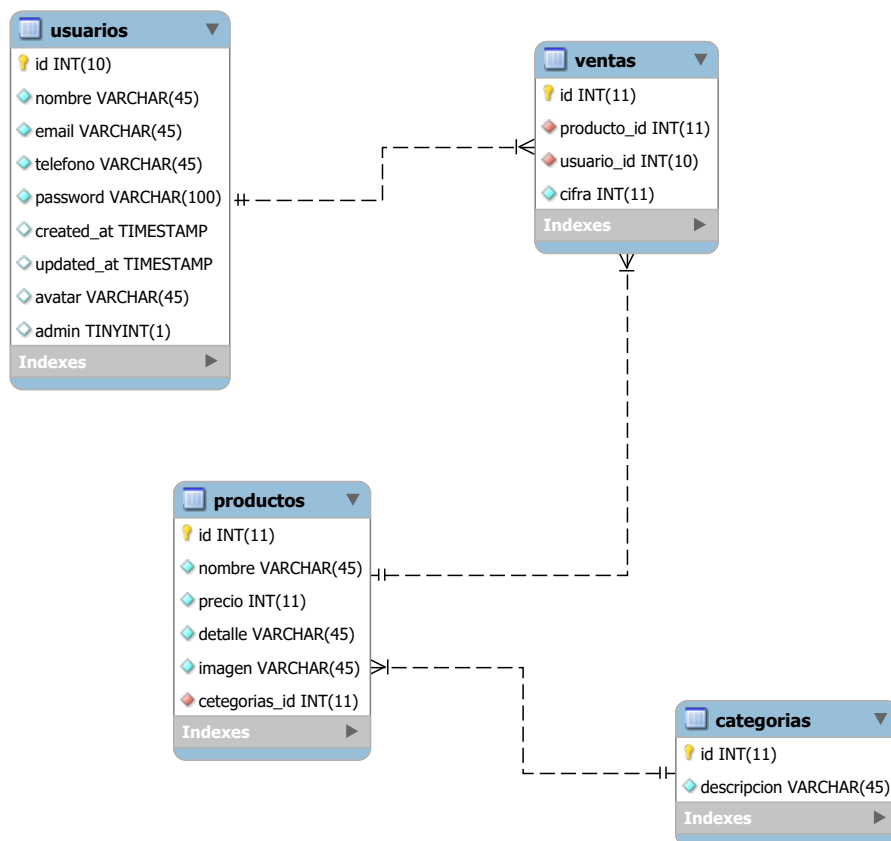 usuarios
id INT(10)
nombre VARCHAR(45)
email VARCHAR(45)
telefono VARCHAR(45)
password VARCHAR(100)
created_at TIMESTAMP
updated_at TIMESTAMP
avatar VARCHAR(45)
admin TINYINT(1)
Indexes
ventas
id INT(11)
producto_id INT(11)
usuario_id INT(10)
cifra INT(11)
Indexes
productos
id INT(11)
nombre VARCHAR(45)
precio INT(11)
detalle VARCHAR(45)
imagen VARCHAR(45)
cetegorias_id INT(11)
Indexes
categorias
id INT(11)
descripcion VARCHAR(45)
Indexes